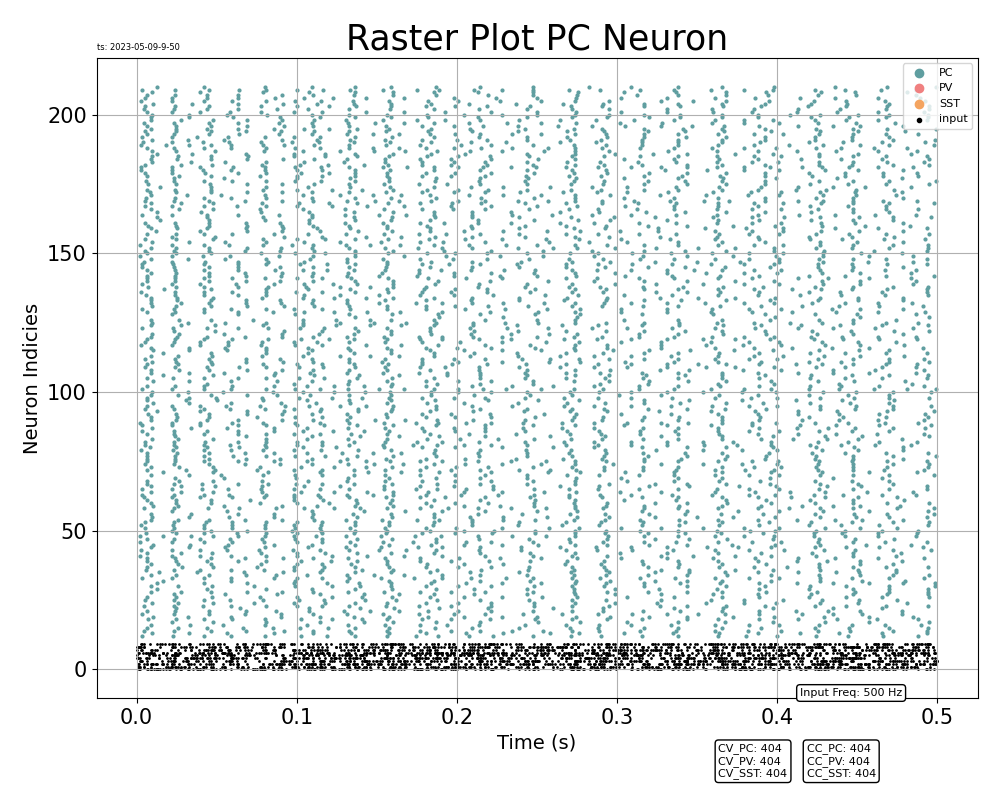 Raster Plot PC Neuron
ts: 2023-05-09-9-50
PC
PV
SST
input
200
150
100
50
0
Neuron Indicies
Input Freq: 500 Hz
0.0 0.1 0.2 0.3 0.4 0.5
Time (s)
CV_PC: 404
CV_PV: 404
CV_SST: 404
CC_PC: 404
CC_PV: 404
CC_SST: 404